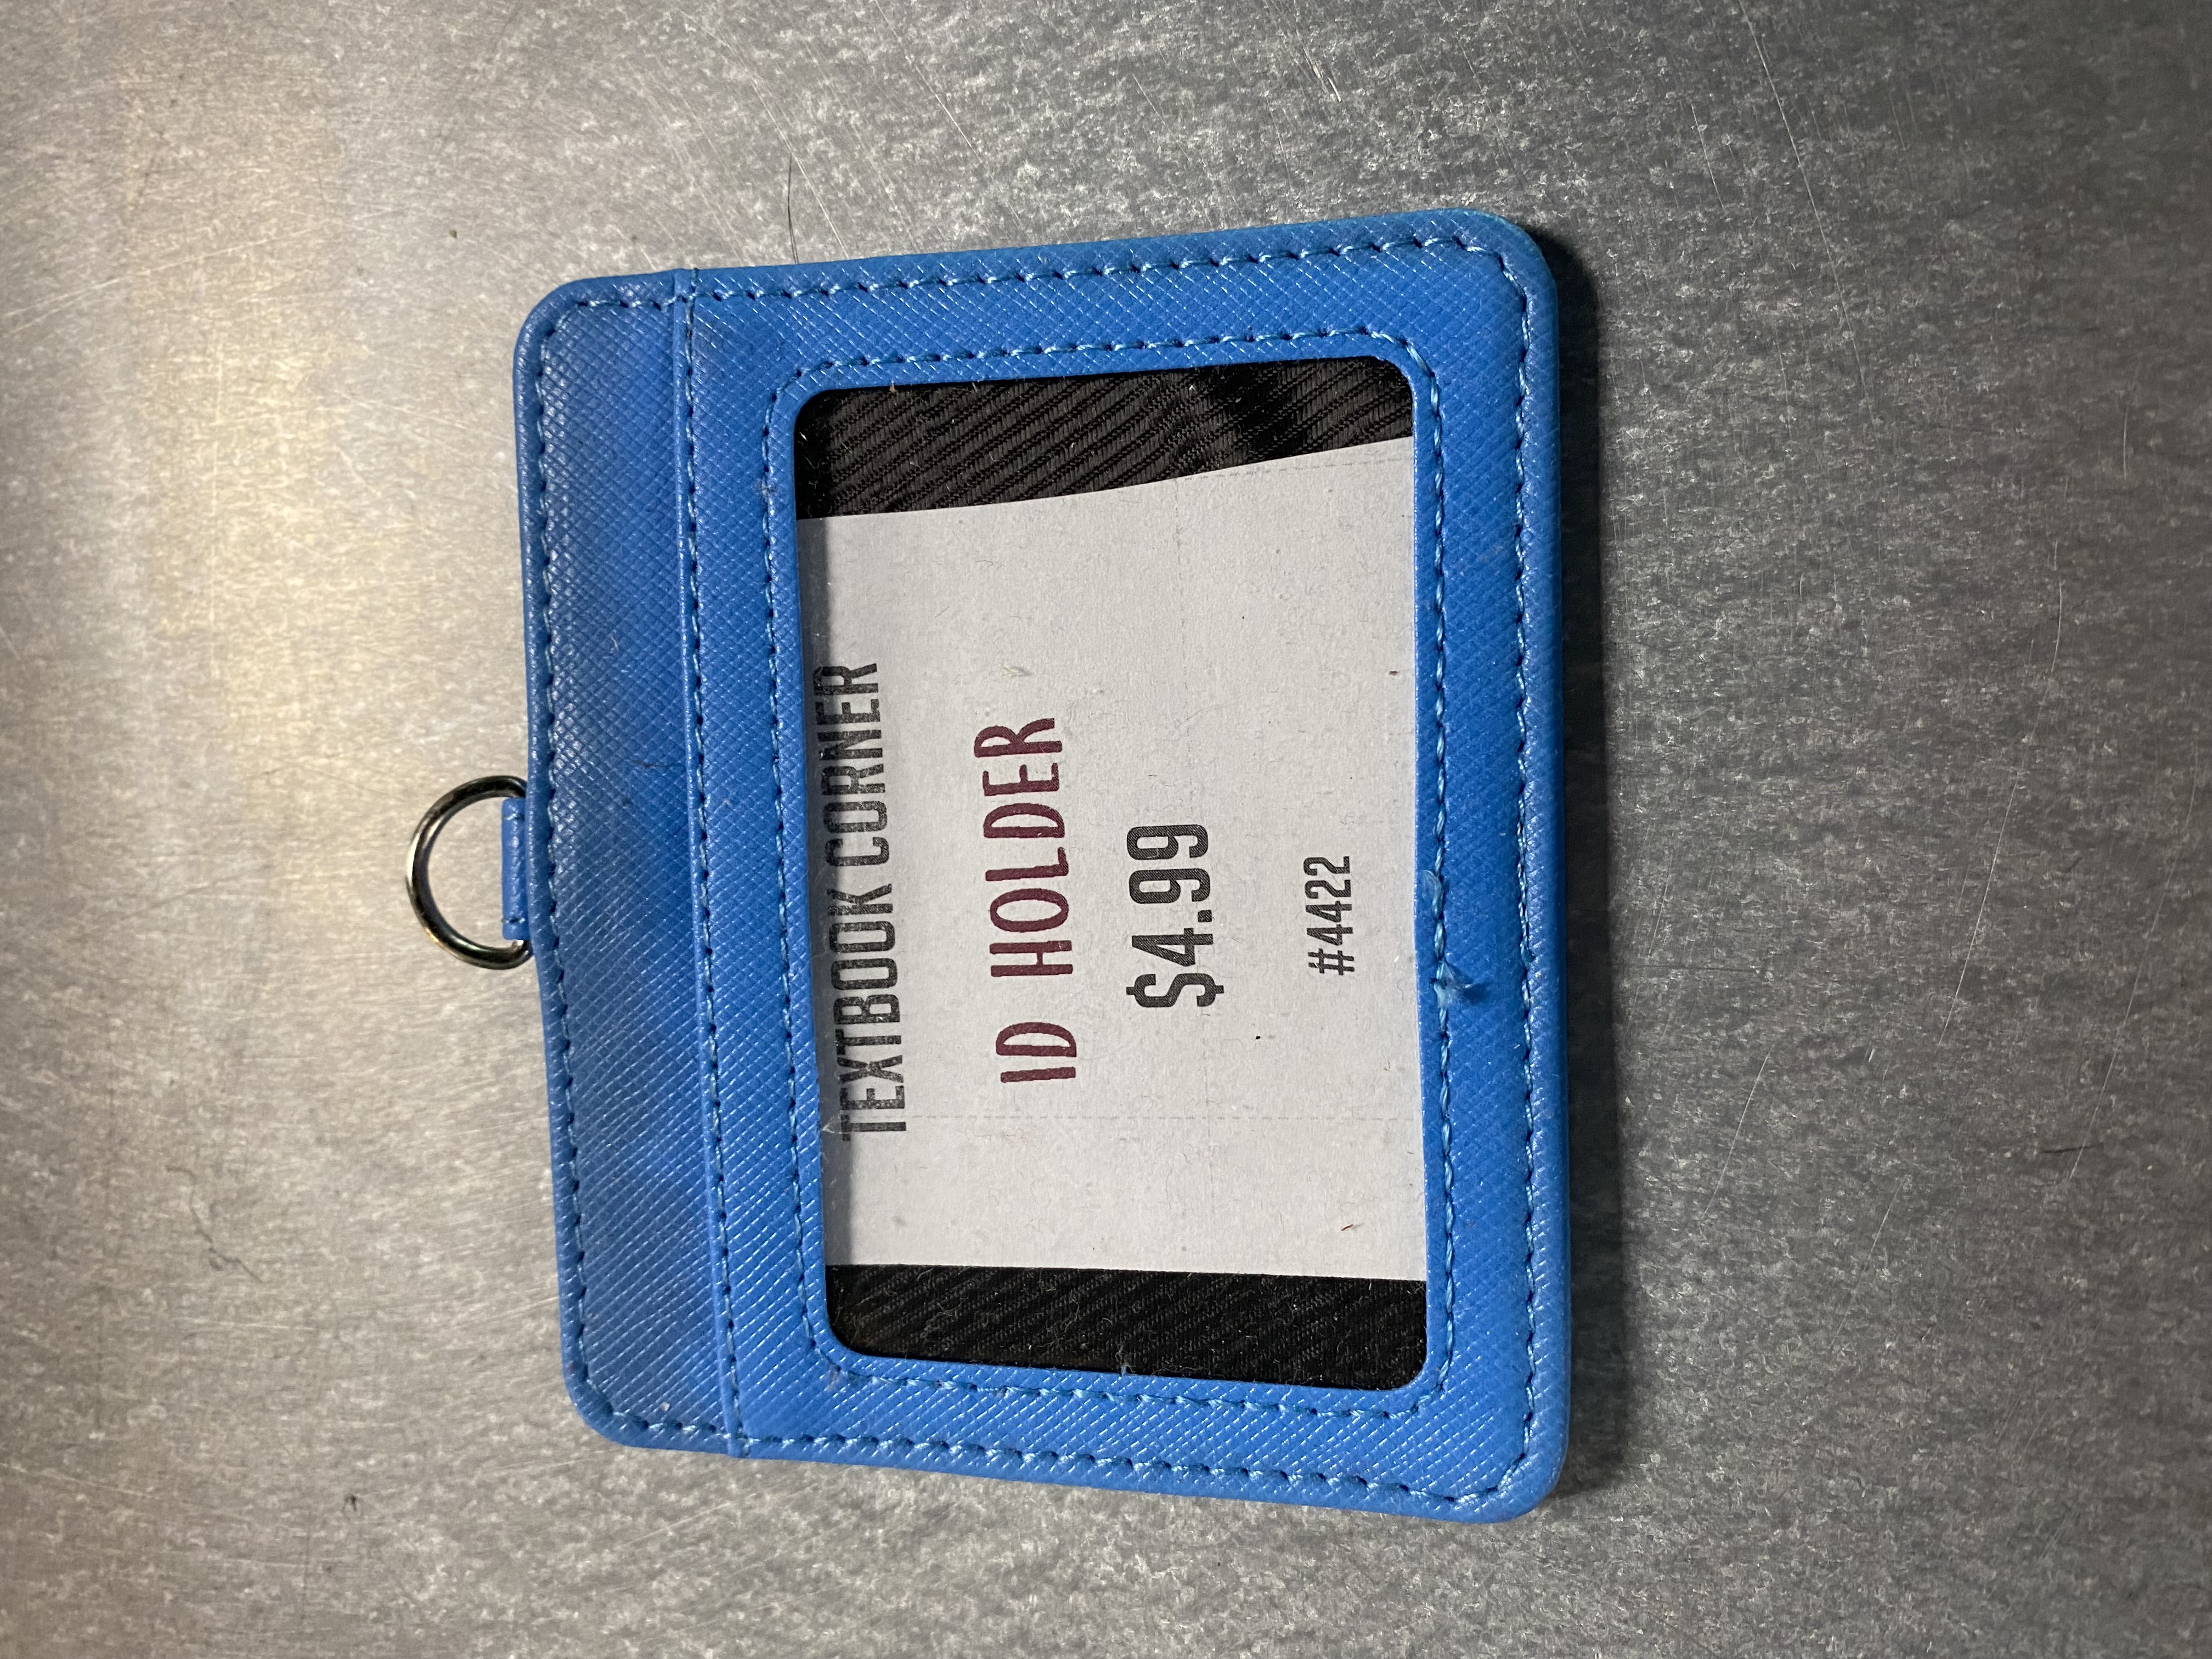 TEXTBOOK CORNER
ID HOLDER
$4.99
#4422